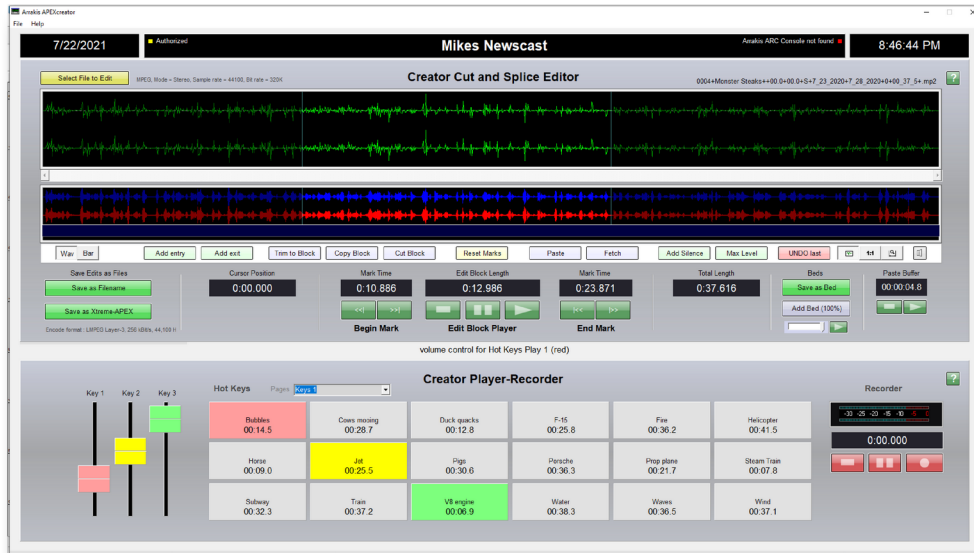 Arrakis APEXcreator
File Help
7/22/2021
Authorized
Mikes Newscast
Arrakis ARC Console not found
8:46:44 PM
Select File to Edit
MPEG, Mode = Stereo, Sample rate = 44100, Bit rate = 320K
Creator Cut and Splice Editor
0004+Monster Steaks++00.0+00.0+S+7_23_2020+7_28_2020+0+00_37_5+.mp2
?
Wav Bar Add entry Add exit Trim to Block Copy Block Cut Block Reset Marks Paste Fetch Add Silence Max Level UNDO last 1:1
Save Edits as Files Cursor Position Mark Time Edit Block Length Mark Time Total Length Beds Paste Buffer
Save as Filename 0:00.000 0:10.886 0:12.986 0:23.871 0:37.616 Save as Bed 00:00:04.8
Save as Xtreme-APEX <<| >>| |<< |>> Add Bed (100%)
Begin Mark Edit Block Player End Mark
volume control for Hot Keys Play 1 (red)
Creator Player-Recorder
?
Key 1 Key 2 Key 3
Hot Keys Pages Keys 1
Recorder
-30 -25 -20 -15 -10 -5 0
0:00.000
Bubbles Cows mooing Duck quacks F-15 Fire Helicopter
00:14.5 00:28.7 00:12.8 00:25.8 00:36.2 00:41.5
Horse Jet Pigs Porsche Prop plane Steam Train
00:09.0 00:25.5 00:30.6 00:36.3 00:21.7 00:07.8
Subway Train V8 engine Water Waves Wind
00:32.3 00:37.2 00:06.9 00:38.3 00:36.5 00:37.1